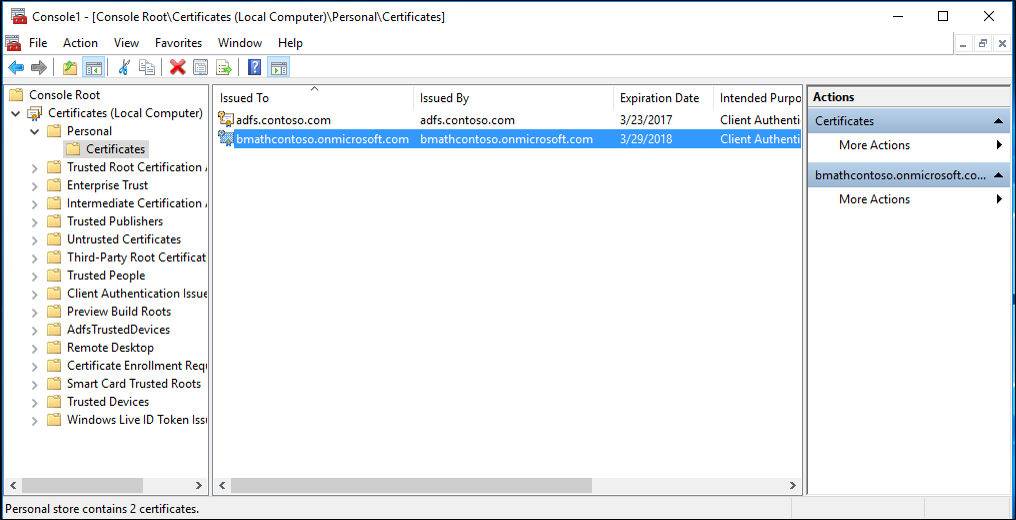 Console1 - [Console Root\Certificates (Local Computer)\Personal\Certificates]
File Action View Favorites Window Help
Console Root
Certificates (Local Computer)
Personal
Certificates
Trusted Root Certification
Enterprise Trust
Intermediate Certification
Trusted Publishers
Untrusted Certificates
Third-Party Root Certificat
Trusted People
Client Authentication Issue
Preview Build Roots
AdfsTrustedDevices
Remote Desktop
Certificate Enrollment Requ
Smart Card Trusted Roots
Trusted Devices
Windows Live ID Token Issu
Issued To Issued By Expiration Date Intended Purpo
adfs.contoso.com adfs.contoso.com 3/23/2017 Client Authenti
bmathcontoso.onmicrosoft.com bmathcontoso.onmicrosoft.com 3/29/2018 Client Authenti
Actions
Certificates
More Actions
bmathcontoso.onmicrosoft.co...
More Actions
Personal store contains 2 certificates.